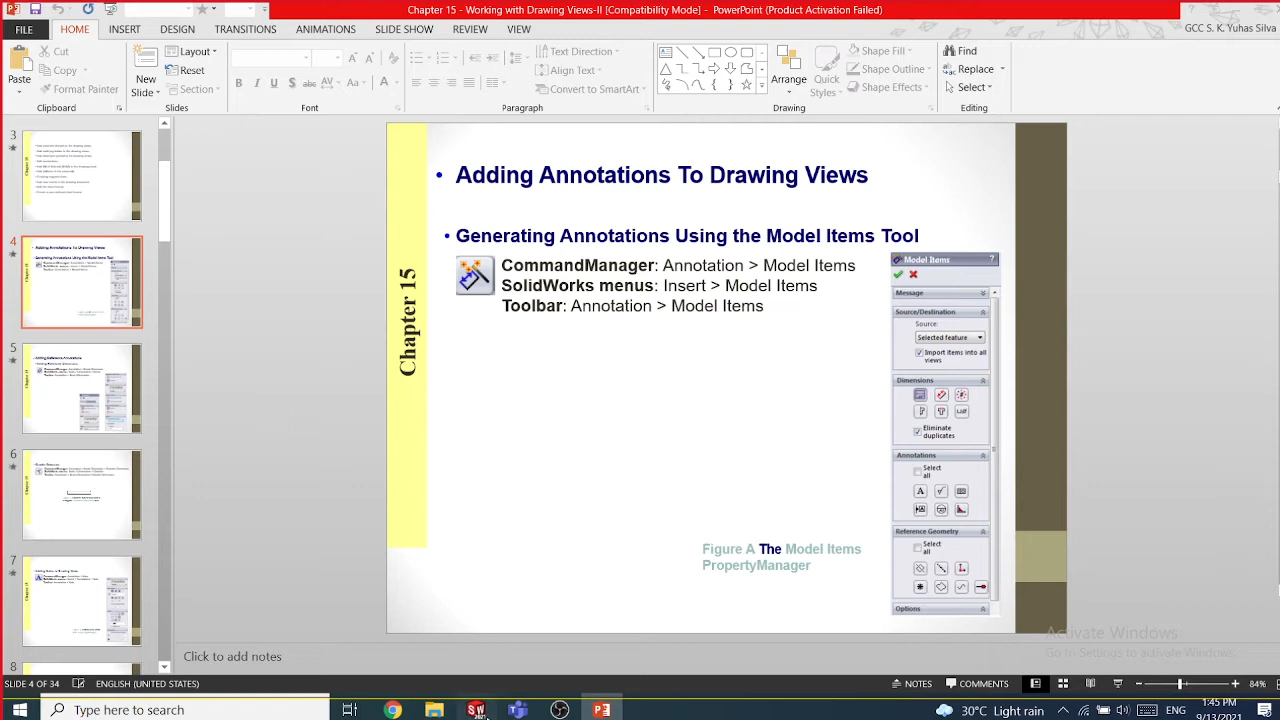 Chapter 15 - Working with Drawing Views-II [Compatibility Mode] - PowerPoint (Product Activation Failed)
FILE HOME INSERT DESIGN TRANSITIONS ANIMATIONS SLIDE SHOW REVIEW VIEW
GCC S. K. Yuhas Silva
Paste
Cut
Copy
Format Painter
Clipboard
New Slide
Layout
Reset
Section
Slides
Font
Text Direction
Align Text
Convert to SmartArt
Paragraph
Arrange
Quick Styles
Shape Fill
Shape Outline
Shape Effects
Drawing
Find
Replace
Select
Editing
3
4
5
6
7
8
Chapter 15
• Adding Annotations To Drawing Views
• Generating Annotations Using the Model Items Tool
CommandManager: Annotation > Model Items
SolidWorks menus: Insert > Model Items
Toolbar: Annotation > Model Items
Model Items ?
Message
Source/Destination
Source:
Selected feature
Import items into all
views
Dimensions
Eliminate
duplicates
Annotations
Select
all
Reference Geometry
Select
all
Options
Figure A The Model Items
PropertyManager
Activate Windows
Go to Settings to activate Windows.
Click to add notes
SLIDE 4 OF 34 ENGLISH (UNITED STATES) NOTES COMMENTS 84%
Type here to search
30°C Light rain
ENG
1:45 PM
9/13/2021